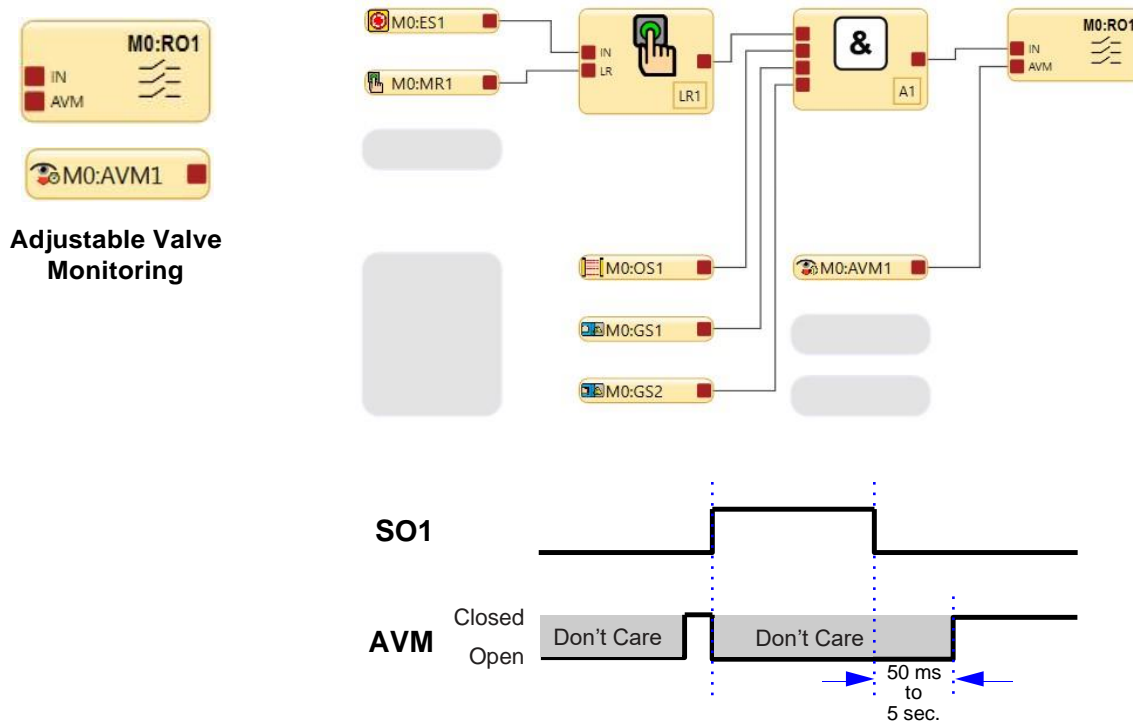 M0:RO1
IN
AVM
M0:AVM1
Adjustable Valve
Monitoring
M0:ES1
M0:MR1
IN
LR
LR1
&
A1
M0:RO1
IN
AVM
M0:OS1
M0:AVM1
M0:GS1
M0:GS2
SO1
AVM
Closed
Open
Don't Care
Don't Care
50 ms
to
5 sec.